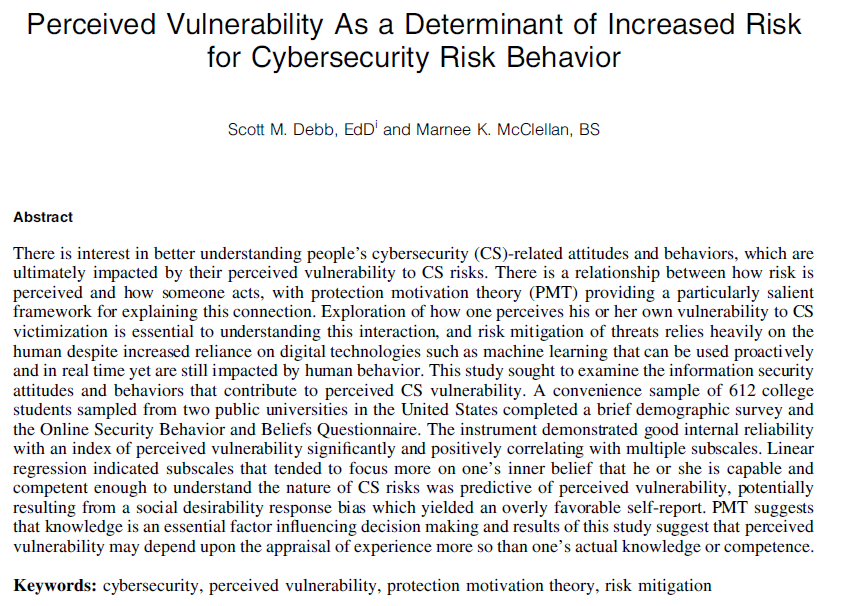 Perceived Vulnerability As a Determinant of Increased Risk
for Cybersecurity Risk Behavior
Scott M. Debb, EdDⁱ and Marnee K. McClellan, BS
Abstract
There is interest in better understanding people's cybersecurity (CS)-related attitudes and behaviors, which are
ultimately impacted by their perceived vulnerability to CS risks. There is a relationship between how risk is
perceived and how someone acts, with protection motivation theory (PMT) providing a particularly salient
framework for explaining this connection. Exploration of how one perceives his or her own vulnerability to CS
victimization is essential to understanding this interaction, and risk mitigation of threats relies heavily on the
human despite increased reliance on digital technologies such as machine learning that can be used proactively
and in real time yet are still impacted by human behavior. This study sought to examine the information security
attitudes and behaviors that contribute to perceived CS vulnerability. A convenience sample of 612 college
students sampled from two public universities in the United States completed a brief demographic survey and
the Online Security Behavior and Beliefs Questionnaire. The instrument demonstrated good internal reliability
with an index of perceived vulnerability significantly and positively correlating with multiple subscales. Linear
regression indicated subscales that tended to focus more on one's inner belief that he or she is capable and
competent enough to understand the nature of CS risks was predictive of perceived vulnerability, potentially
resulting from a social desirability response bias which yielded an overly favorable self-report. PMT suggests
that knowledge is an essential factor influencing decision making and results of this study suggest that perceived
vulnerability may depend upon the appraisal of experience more so than one's actual knowledge or competence.
Keywords: cybersecurity, perceived vulnerability, protection motivation theory, risk mitigation